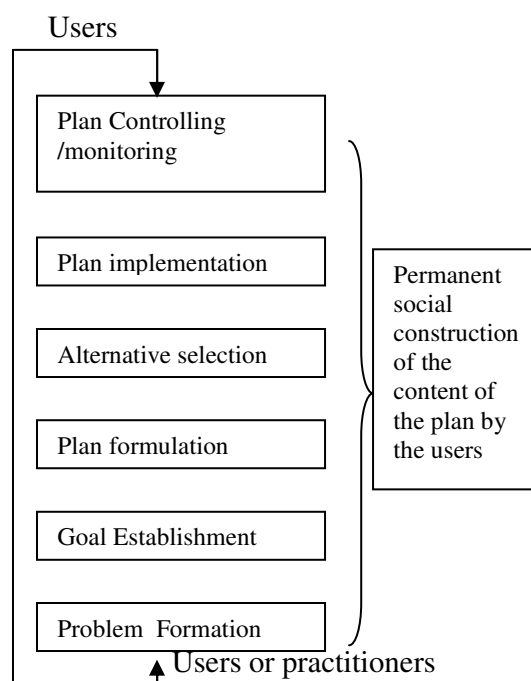 Users
Plan Controlling
/monitoring
Plan implementation
Alternative selection
Plan formulation
Goal Establishment
Problem Formation
Permanent
social
construction
of the
content of
the plan by
the users
Users or practitioners